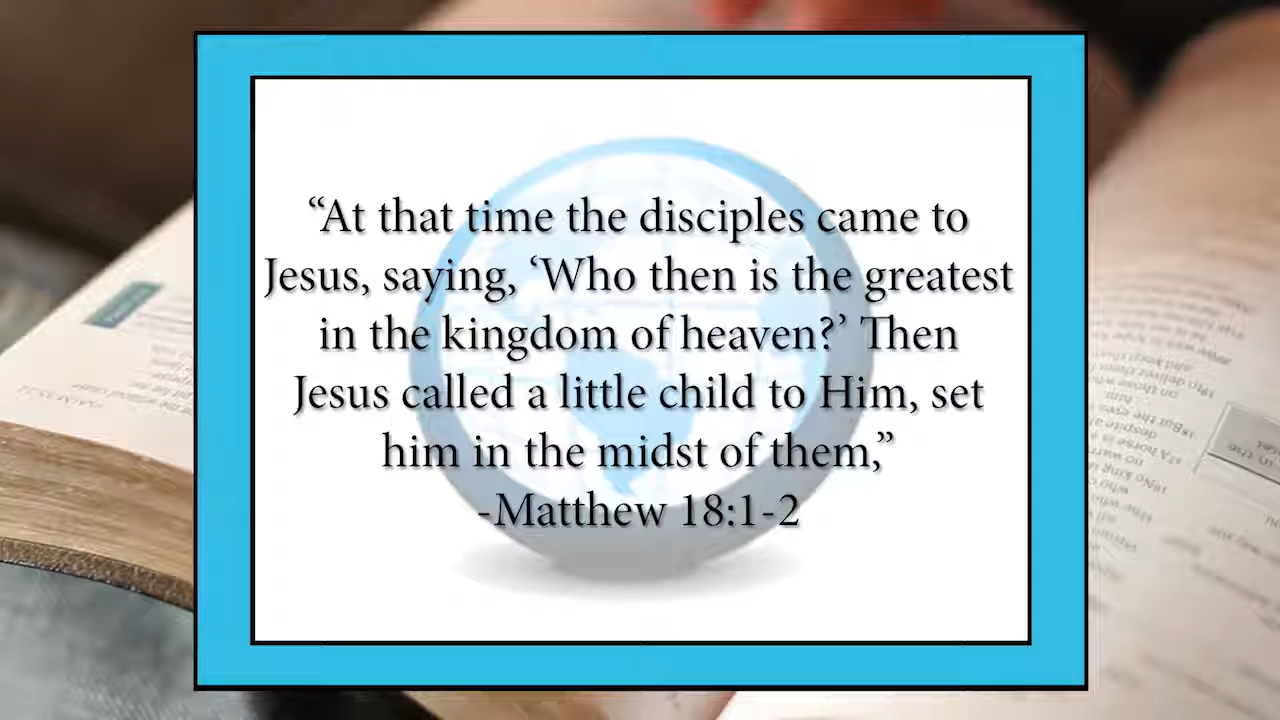 “At that time the disciples came to
Jesus, saying, ‘Who then is the greatest
in the kingdom of heaven?’ Then
Jesus called a little child to Him, set
him in the midst of them,”
-Matthew 18:1-2